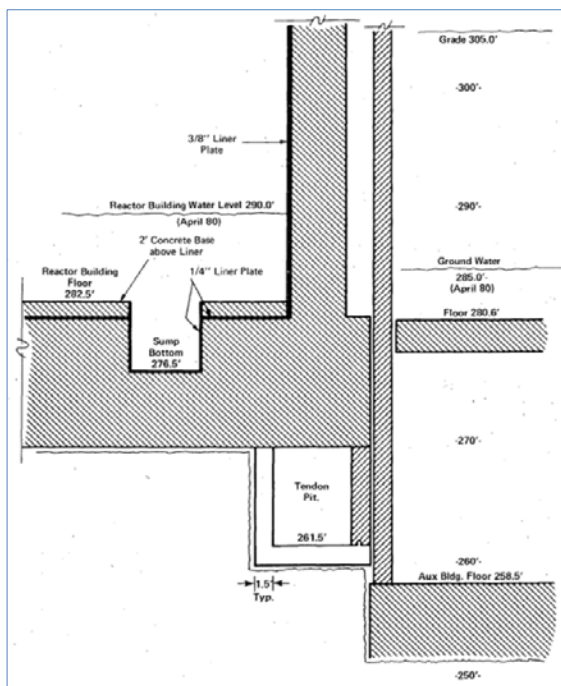 Grade 305.0'
-300'-
3/8" Liner
Plate
-290'-
Reactor Building Water Level 290.0'
(April 80)
2' Concrete Base
above Liner
Reactor Building
Floor
282.5'
1/4" Liner Plate
Ground Water
285.0'-
(April 80)
Floor 280.6'
Sump
Bottom
276.5'
-270'-
Tendon
Pit.
261.5'
-260'-
Aux Bldg. Floor 258.5'
1.5'
Typ.
-250'-